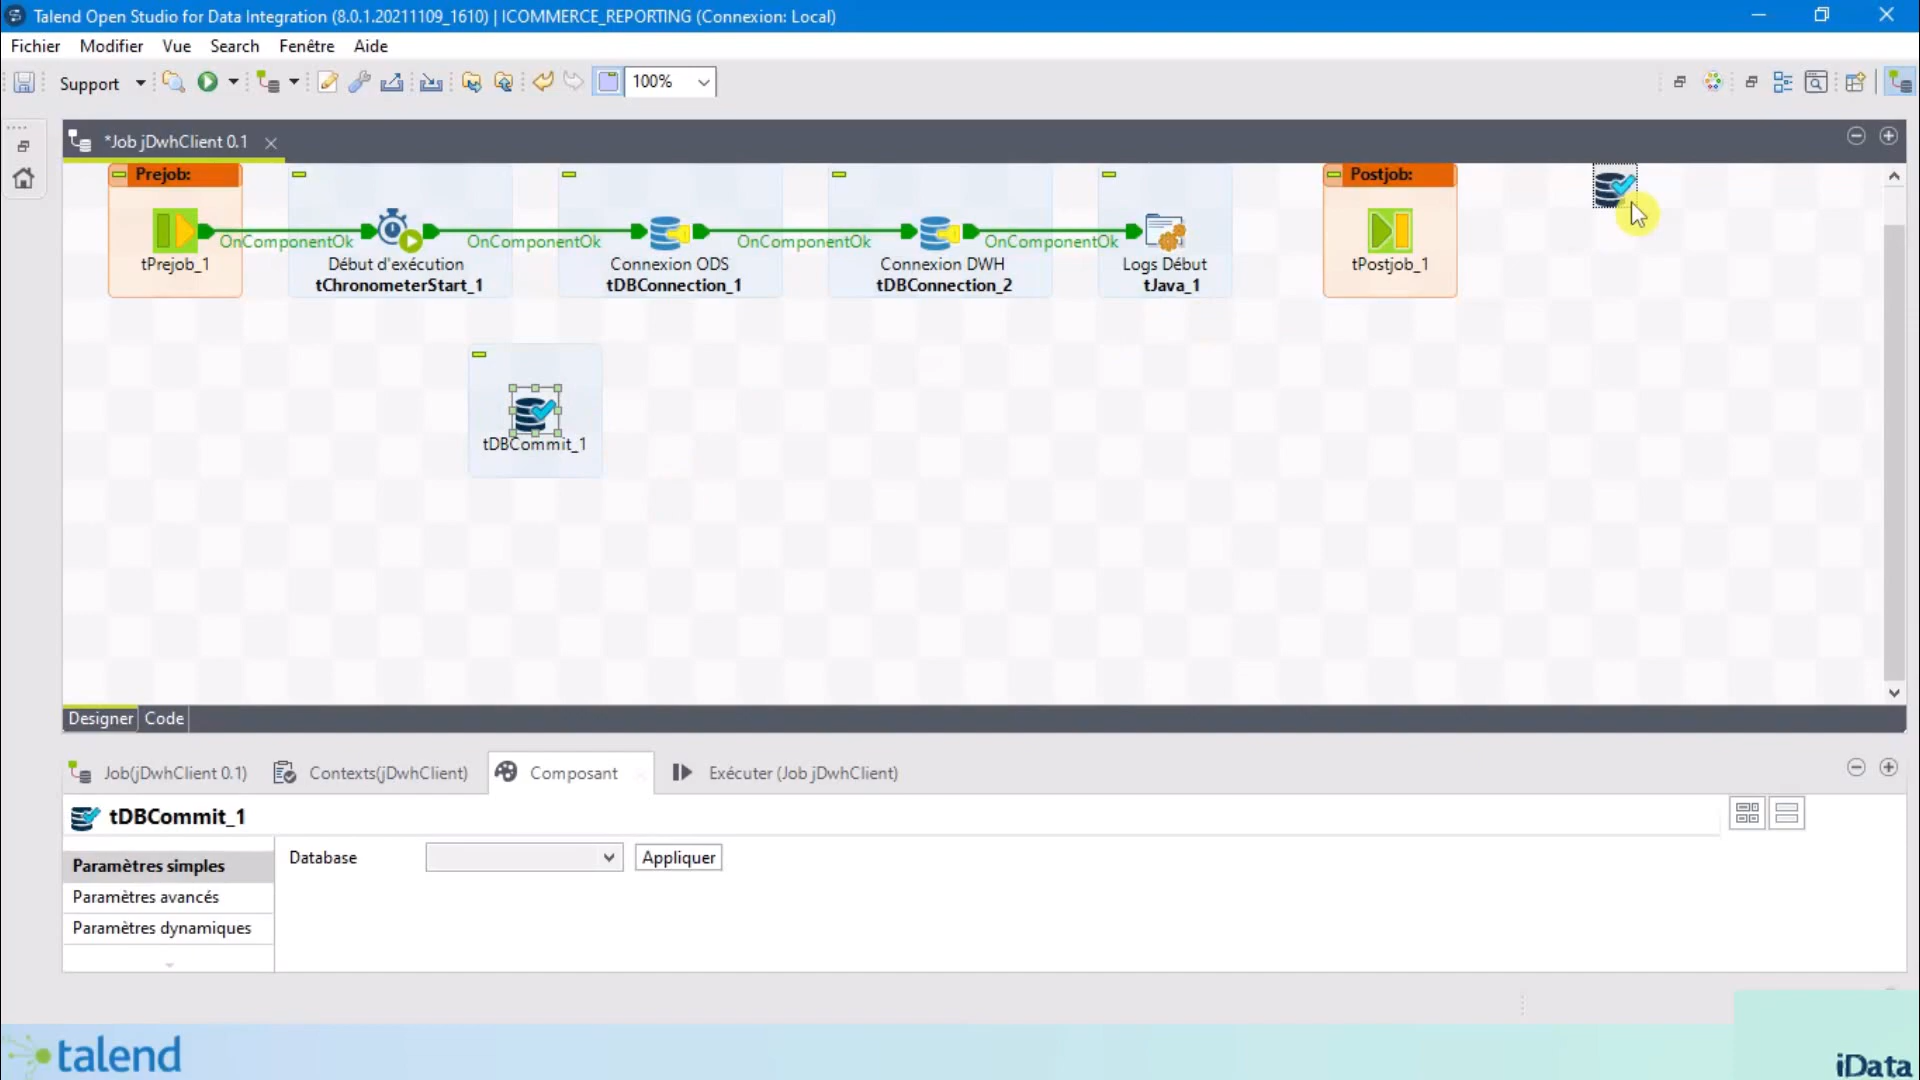 Talend Open Studio for Data Integration (8.0.1.20211109_1610) | ICOMMERCE_REPORTING (Connexion: Local)
Fichier Modifier Vue Search Fenêtre Aide
Support 100%
*Job jDwhClient 0.1
Prejob: Postjob:
OnComponentOk OnComponentOk OnComponentOk OnComponentOk
tPrejob_1 Début d'exécution Connexion ODS Connexion DWH Logs Début tPostjob_1
tChronometerStart_1 tDBConnection_1 tDBConnection_2 tJava_1
tDBCommit_1
Designer Code
Job(jDwhClient 0.1) Contexts(jDwhClient) Composant Exécuter (Job jDwhClient)
tDBCommit_1
Paramètres simples Database Appliquer
Paramètres avancés
Paramètres dynamiques
talend
iData